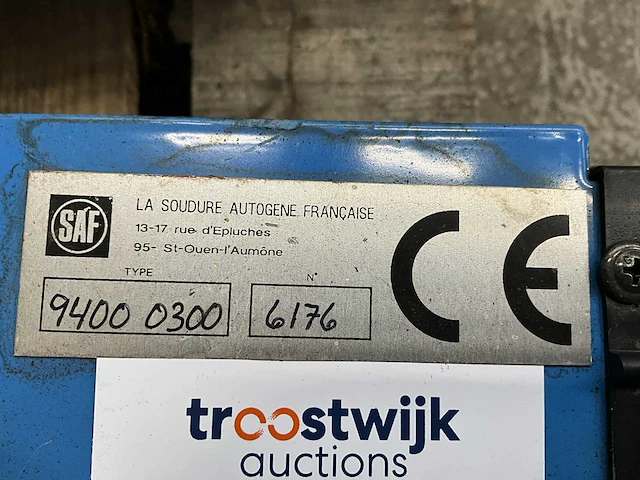 SAF
LA SOUDURE AUTOGENE FRANÇAISE
13-17 rue d'Epluches
95- St-Ouen-l'Aumône
TYPE N°
9400 0300 6176
CE
troostwijk
auctions